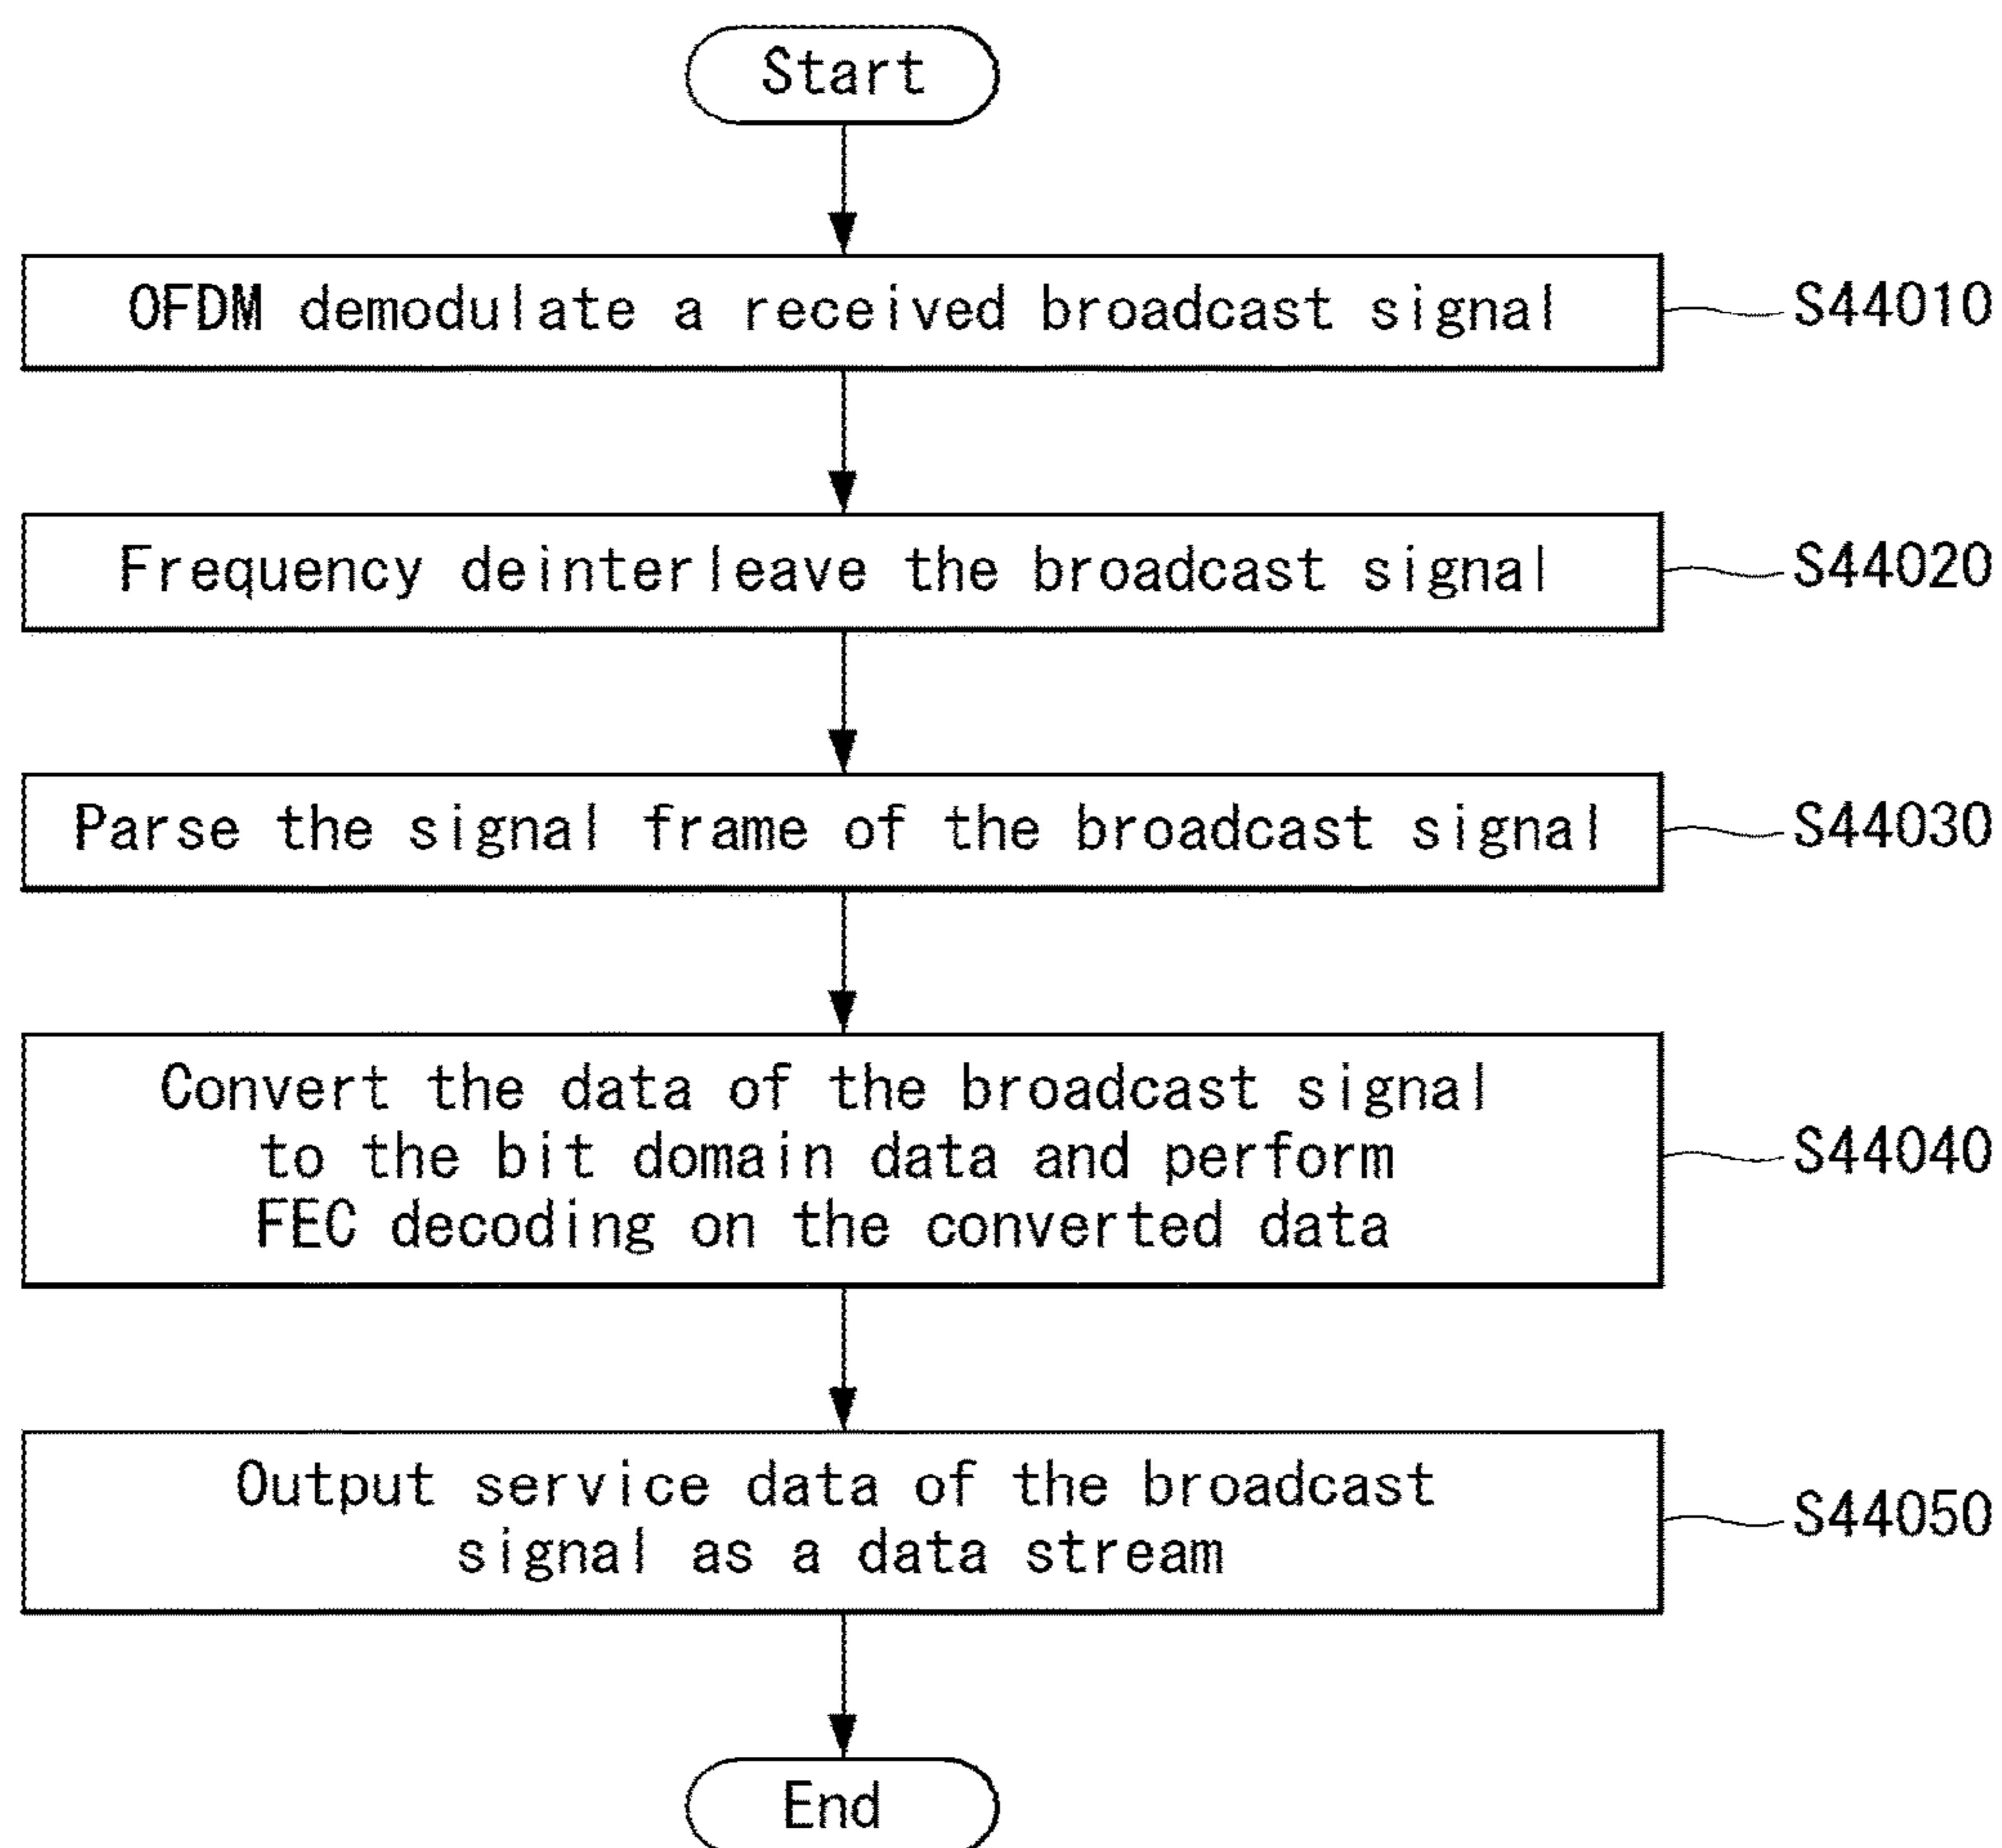 Start
OFDM demodulate a received broadcast signal
S44010
Frequency deinterleave the broadcast signal
S44020
Parse the signal frame of the broadcast signal
S44030
Convert the data of the broadcast signal
to the bit domain data and perform
FEC decoding on the converted data
S44040
Output service data of the broadcast
signal as a data stream
S44050
End